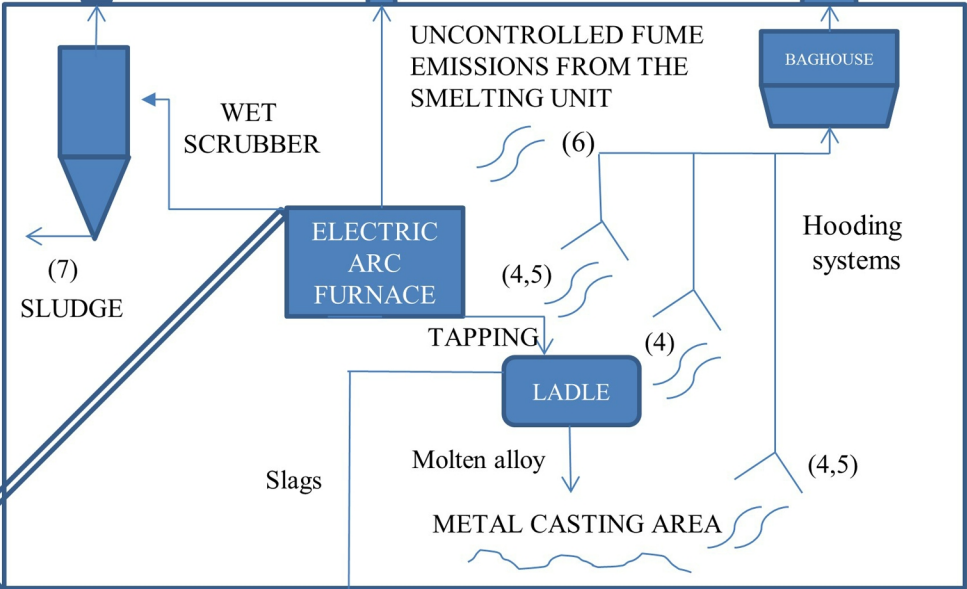 UNCONTROLLED FUME
EMISSIONS FROM THE
SMELTING UNIT
BAGHOUSE
WET
SCRUBBER
(6)
ELECTRIC
ARC
FURNACE
Hooding
systems
(7)
SLUDGE
(4,5)
TAPPING
(4)
LADLE
Slags
Molten alloy
(4,5)
METAL CASTING AREA